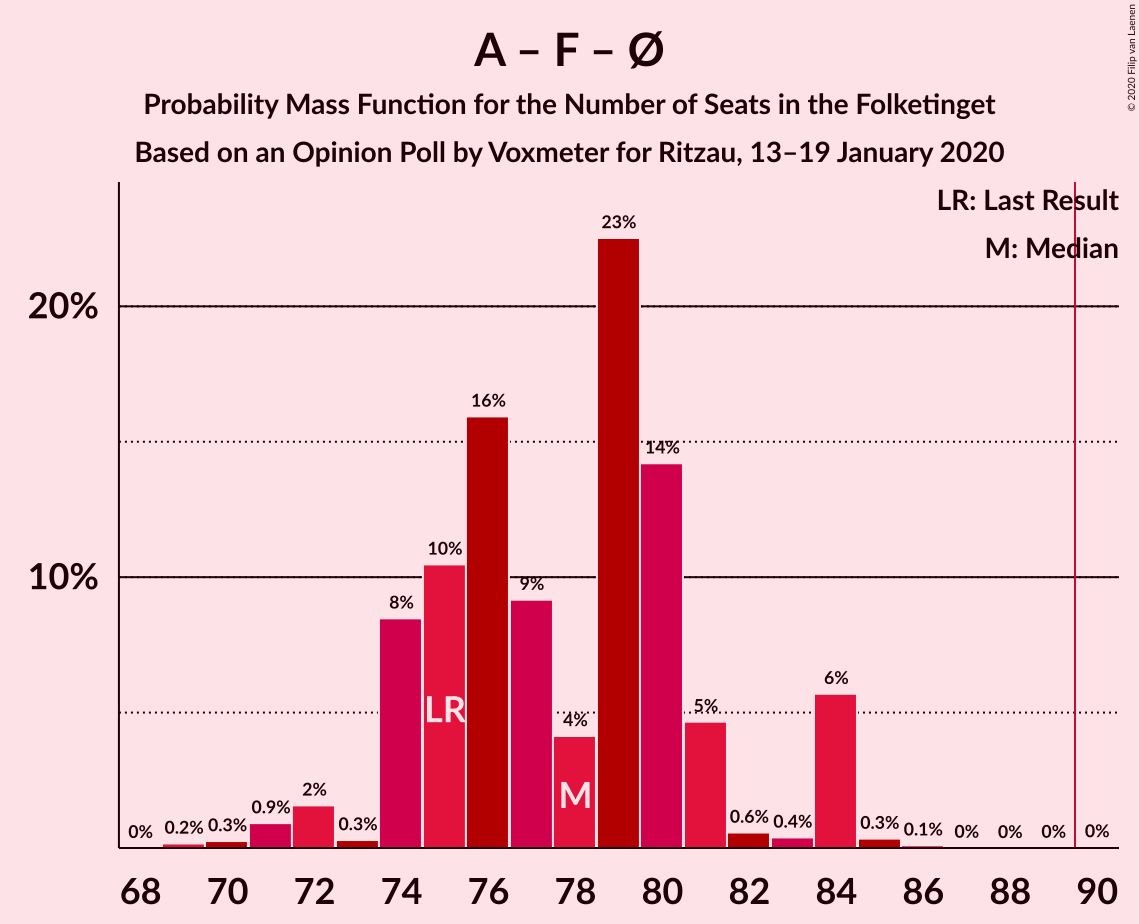 A – F – Ø
Probability Mass Function for the Number of Seats in the Folketinget
Based on an Opinion Poll by Voxmeter for Ritzau, 13–19 January 2020
© 2020 Filip van Laenen
LR: Last Result
M: Median
20%
10%
0% 0.2% 0.3% 0.9% 2% 0.3% 8% 10% 16% 9% 4% 23% 14% 5% 0.6% 0.4% 6% 0.3% 0.1% 0% 0% 0% 0%
LR
M
68 70 72 74 76 78 80 82 84 86 88 90